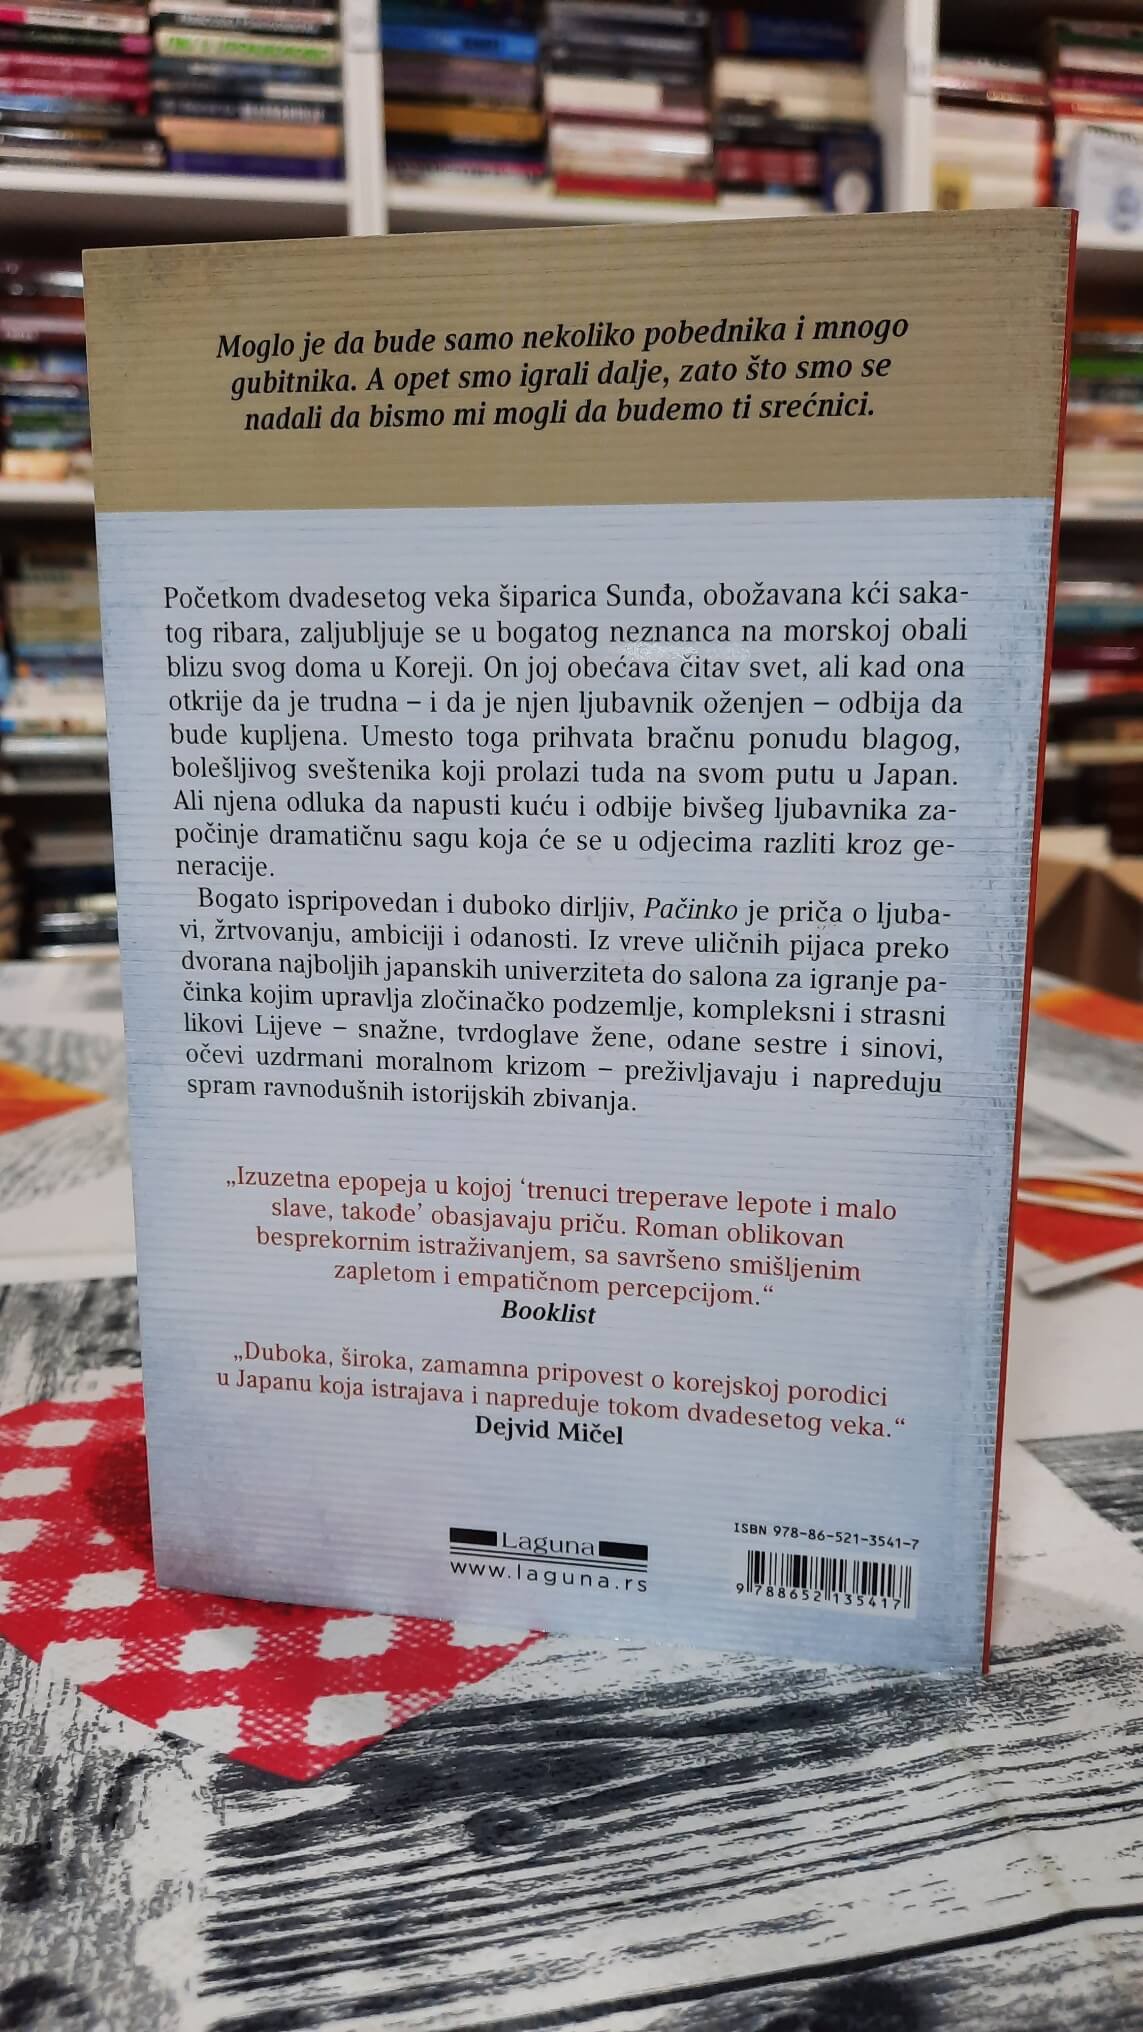 Moglo je da bude samo nekoliko pobednika i mnogo
gubitnika. A opet smo igrali dalje, zato što smo se
nadali da bismo mi mogli da budemo ti srećnici.
Početkom dvadesetog veka šiparica Sunđa, obožavana kći saka-
tog ribara, zaljubljuje se u bogatog neznanca na morskoj obali
blizu svog doma u Koreji. On joj obećava čitav svet, ali kad ona
otkrije da je trudna – i da je njen ljubavnik oženjen – odbija da
bude kupljena. Umesto toga prihvata bračnu ponudu blagog,
bolešljivog sveštenika koji prolazi tuda na svom putu u Japan.
Ali njena odluka da napusti kuću i odbije bivšeg ljubavnika za-
počinje dramatičnu sagu koja će se u odjecima razliti kroz ge-
neracije.
Bogato ispripovedan i duboko dirljiv, Pačinko je priča o ljuba-
vi, žrtvovanju, ambiciji i odanosti. Iz vreve uličnih pijaca preko
dvorana najboljih japanskih univerziteta do salona za igranje pa-
činka kojim upravlja zločinačko podzemlje, kompleksni i strasni
likovi Lijeve – snažne, tvrdoglave žene, odane sestre i sinovi,
očevi uzdrmani moralnom krizom – preživljavaju i napreduju
spram ravnodušnih istorijskih zbivanja.
„Izuzetna epopeja u kojoj ‘trenuci treperave lepote i malo
slave, takođe’ obasjavaju priču. Roman oblikovan
besprekornim istraživanjem, sa savršeno smišljenim
zapletom i empatičnom percepcijom.“
Booklist
„Duboka, široka, zamamna pripovest o korejskoj porodici
u Japanu koja istrajava i napreduje tokom dvadesetog veka.“
Dejvid Mičel
Laguna
www.laguna.rs
ISBN 978-86-521-3541-7
9 788652 135417